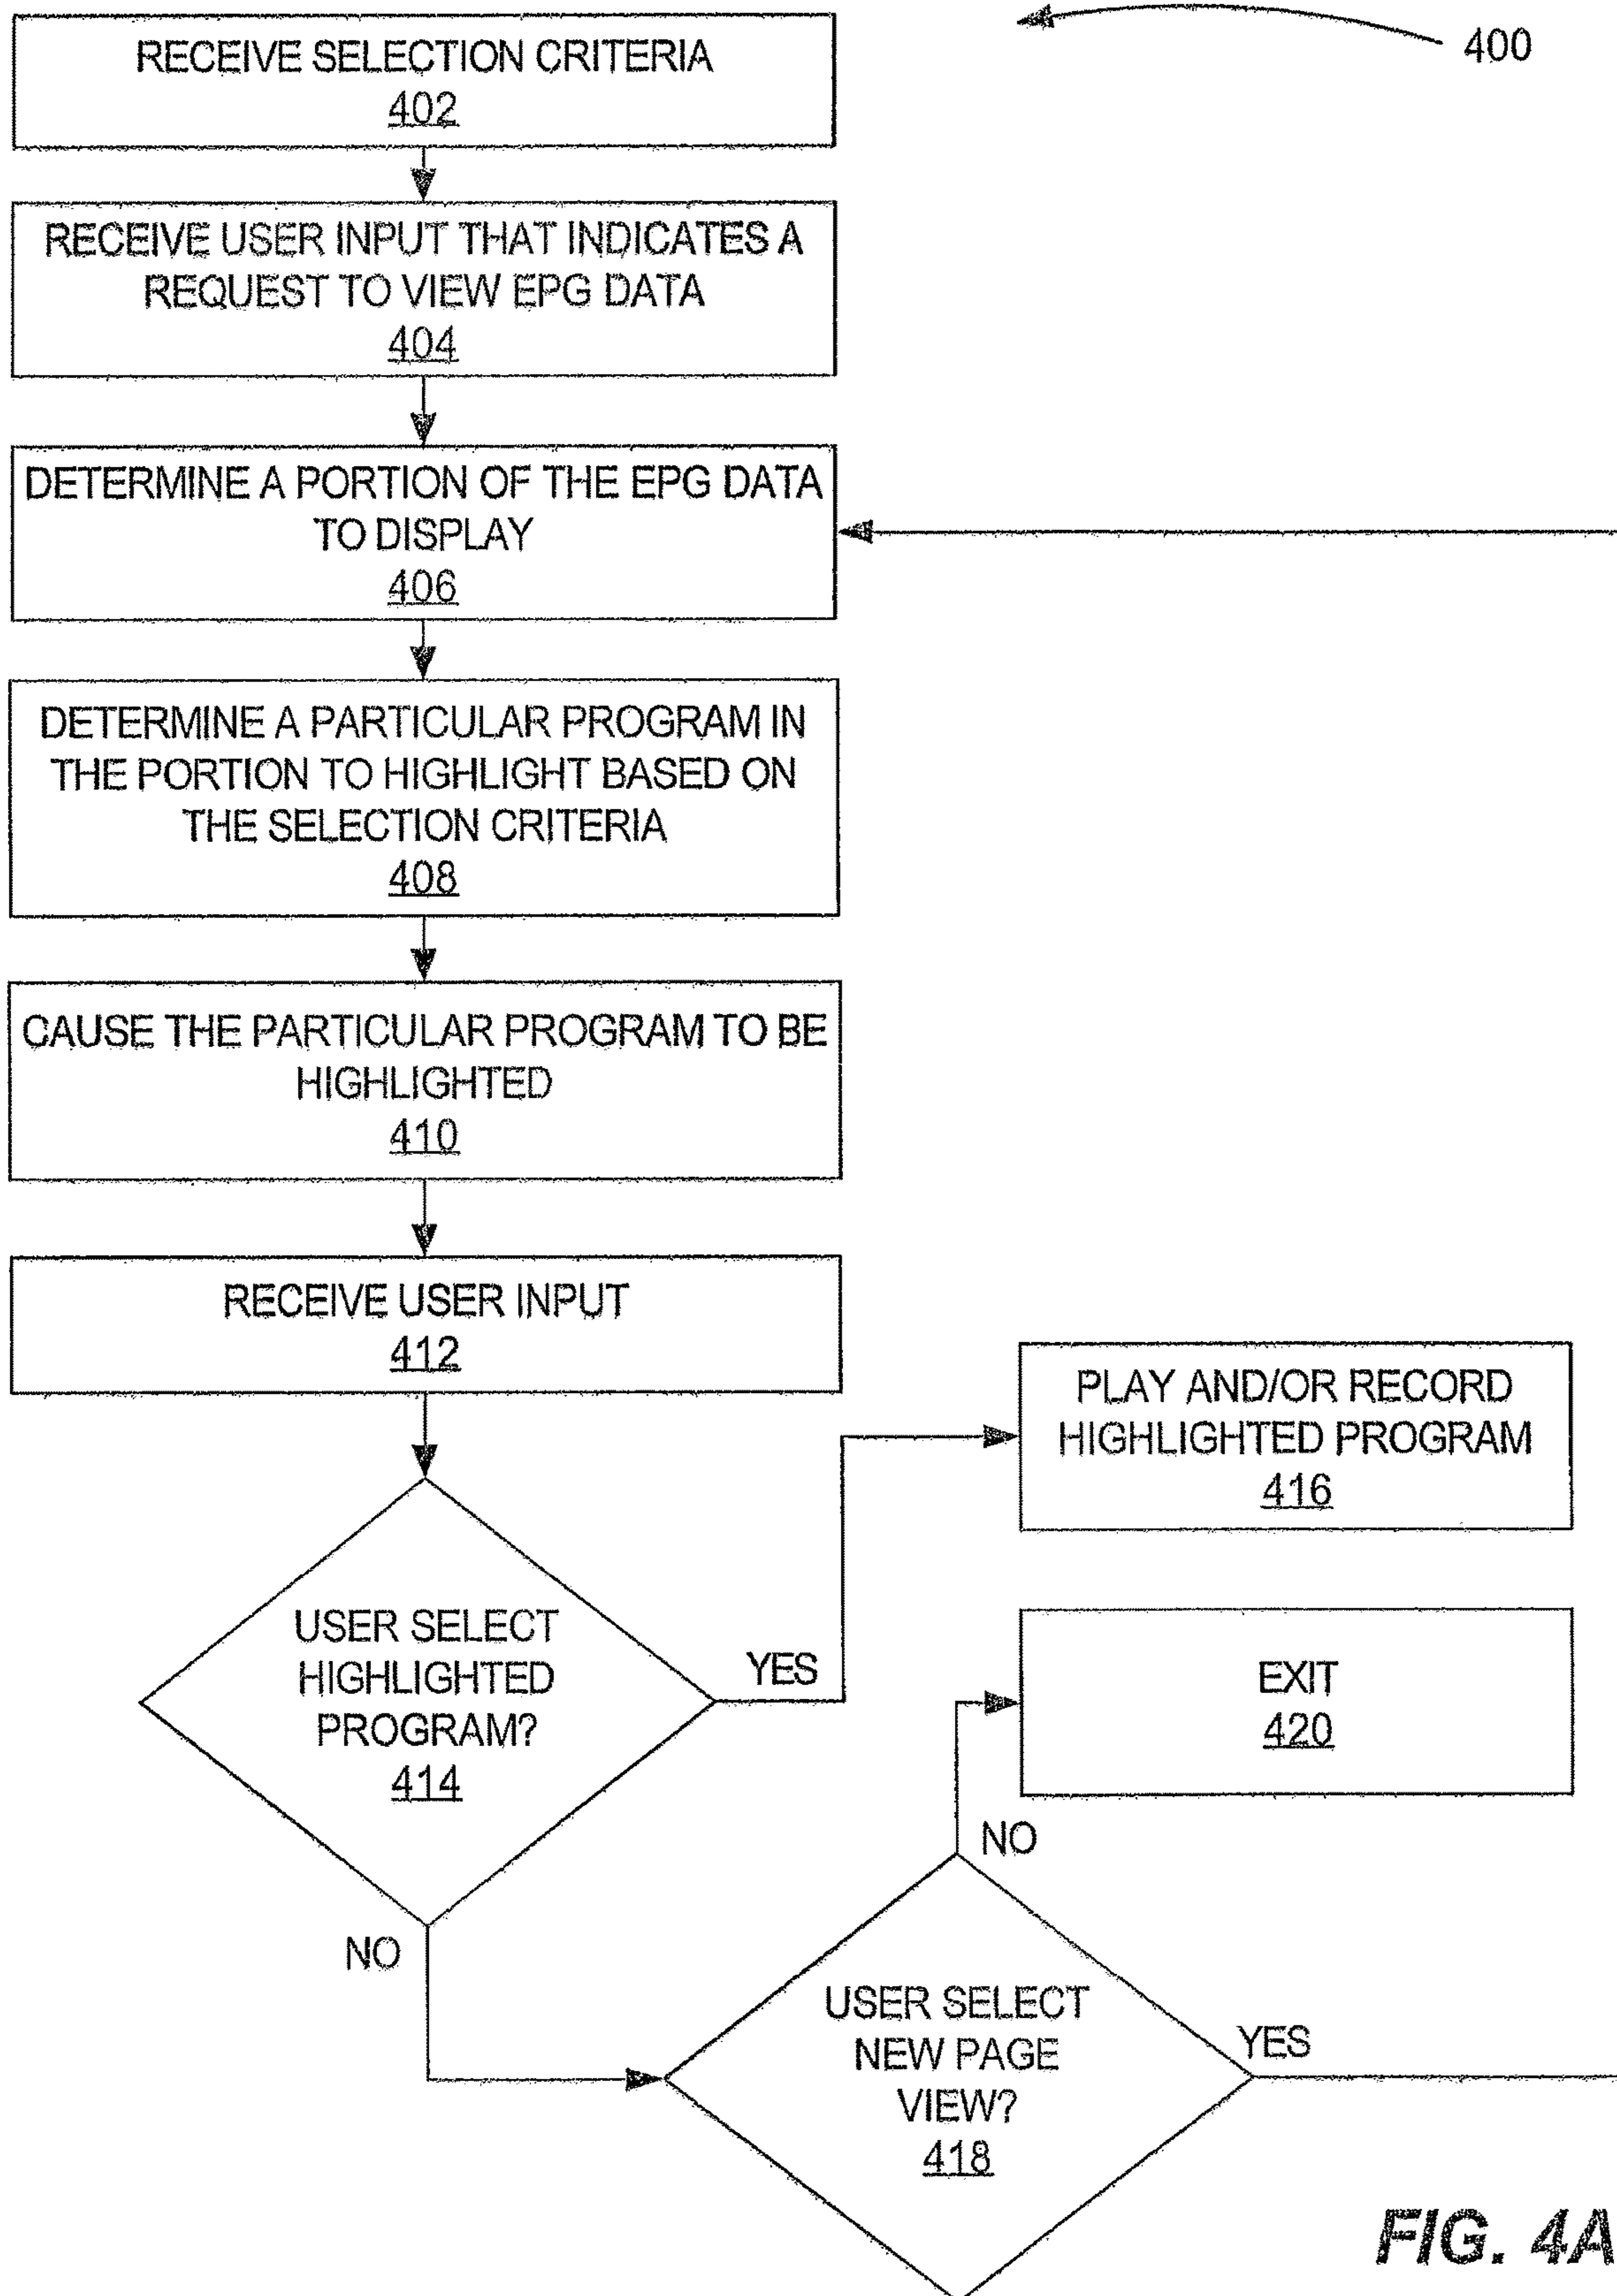 400
RECEIVE SELECTION CRITERIA
402
RECEIVE USER INPUT THAT INDICATES A
REQUEST TO VIEW EPG DATA
404
DETERMINE A PORTION OF THE EPG DATA
TO DISPLAY
406
DETERMINE A PARTICULAR PROGRAM IN
THE PORTION TO HIGHLIGHT BASED ON
THE SELECTION CRITERIA
408
CAUSE THE PARTICULAR PROGRAM TO BE
HIGHLIGHTED
410
RECEIVE USER INPUT
412
USER SELECT
HIGHLIGHTED
PROGRAM?
414
YES
PLAY AND/OR RECORD
HIGHLIGHTED PROGRAM
416
NO
USER SELECT
NEW PAGE
VIEW?
418
NO
EXIT
420
YES
FIG. 4A